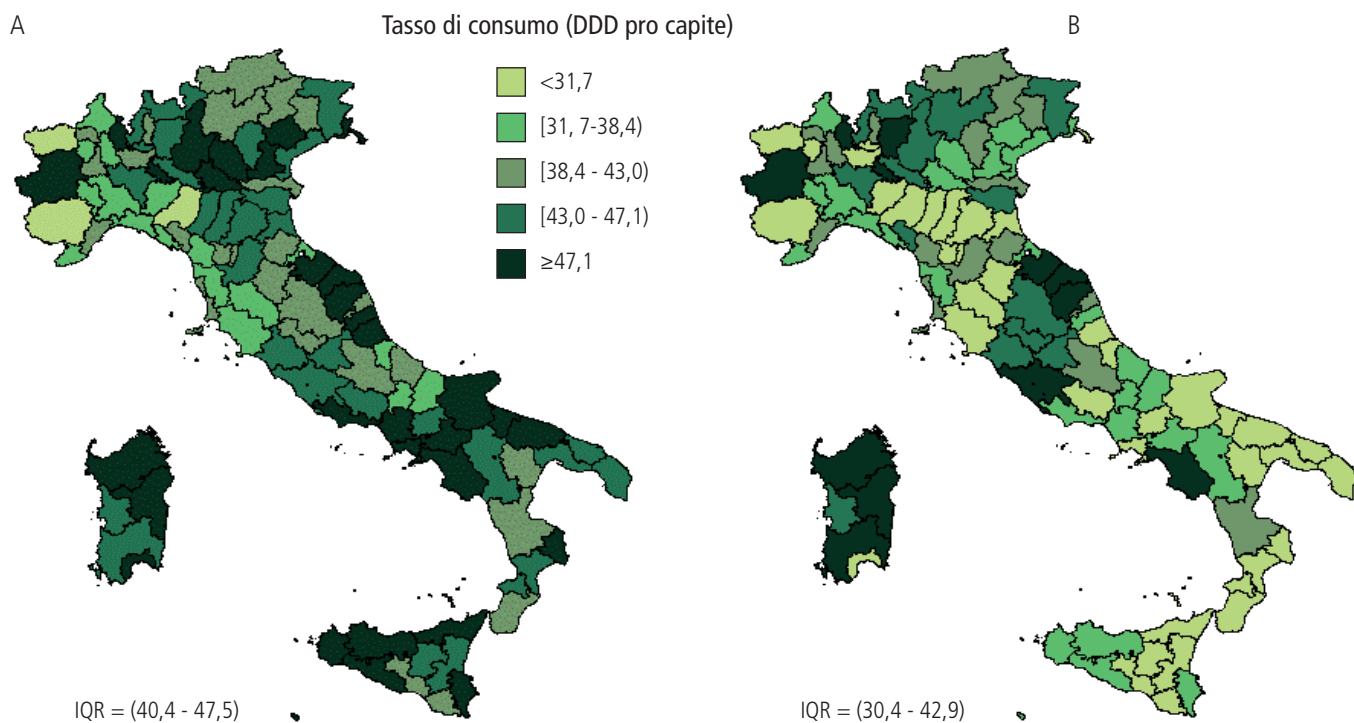 A
Tasso di consumo (DDD pro capite)
B
<31,7
[31, 7-38,4)
[38,4 - 43,0)
[43,0 - 47,1)
≥47,1
IQR = (40,4 - 47,5)
IQR = (30,4 - 42,9)